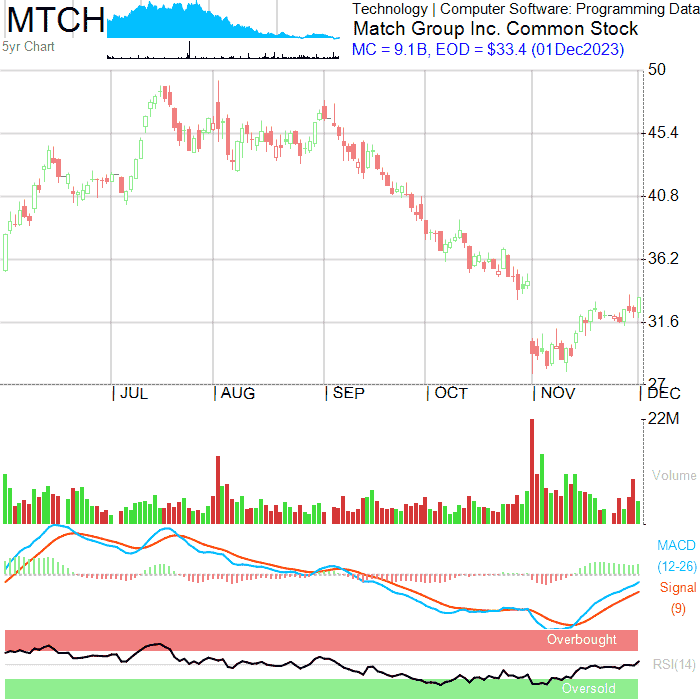 MTCH
5yr Chart
Technology | Computer Software: Programming Data
Match Group Inc. Common Stock
MC = 9.1B, EOD = $33.4 (01Dec2023)
50
45.4
40.8
36.2
31.6
27
| JUL | AUG | SEP | OCT | NOV | DEC
22M
Volume
MACD
(12-26)
Signal
(9)
Overbought
RSI(14)
Oversold